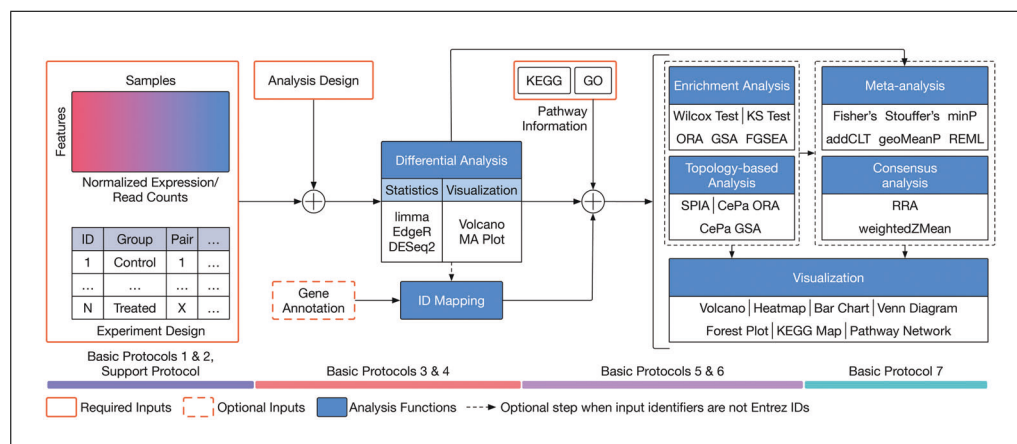 Samples
Features
Normalized Expression/
Read Counts
ID Group Pair ...
1 Control 1 ...
... ... ... ...
N Treated X ...
Experiment Design
Analysis Design
Differential Analysis
Statistics Visualization
limma
EdgeR
DESeq2
Volcano
MA Plot
Gene
Annotation
ID Mapping
KEGG GO
Pathway
Information
Enrichment Analysis
Wilcox Test KS Test
ORA GSA FGSEA
Topology-based
Analysis
SPIA CePa ORA
CePa GSA
Meta-analysis
Fisher's Stouffer's minP
addCLT geoMeanP REML
Consensus
analysis
RRA
weightedZMean
Visualization
Volcano Heatmap Bar Chart Venn Diagram
Forest Plot KEGG Map Pathway Network
Basic Protocols 1 & 2,
Support Protocol
Basic Protocols 3 & 4
Basic Protocols 5 & 6
Basic Protocol 7
Required Inputs
Optional Inputs
Analysis Functions
Optional step when input identifiers are not Entrez IDs